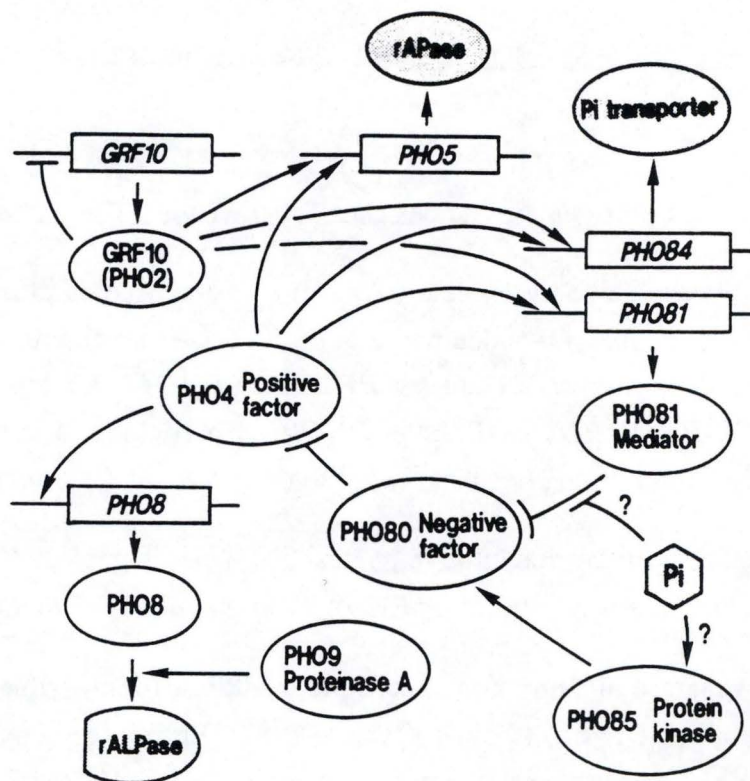 rAPase
Pi transporter
GRF10
PHO5
GRF10
(PHO2)
PHO84
PHO81
PHO4 Positive
factor
PHO81
Mediator
PHO8
PHO80 Negative
factor
?
Pi
PHO8
?
PHO9
Proteinase A
PHO85 Protein
kinase
rALPase